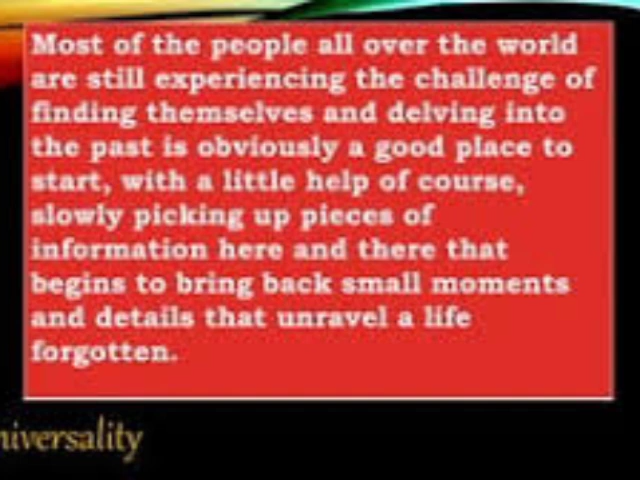 Most of the people all over the world
are still experiencing the challenge of
finding themselves and delving into
the past is obviously a good place to
start, with a little help of course,
slowly picking up pieces of
information here and there that
begins to bring back small moments
and details that unravel a life
forgotten.
niversality